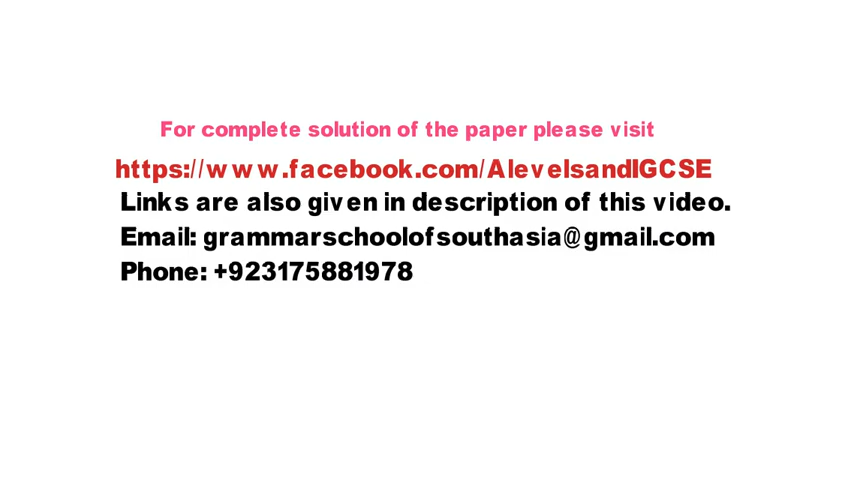 For complete solution of the paper please visit
https://www.facebook.com/AlevelsandIGCSE
Links are also given in description of this video.
Email: grammarschoolofsouthasia@gmail.com
Phone: +923175881978